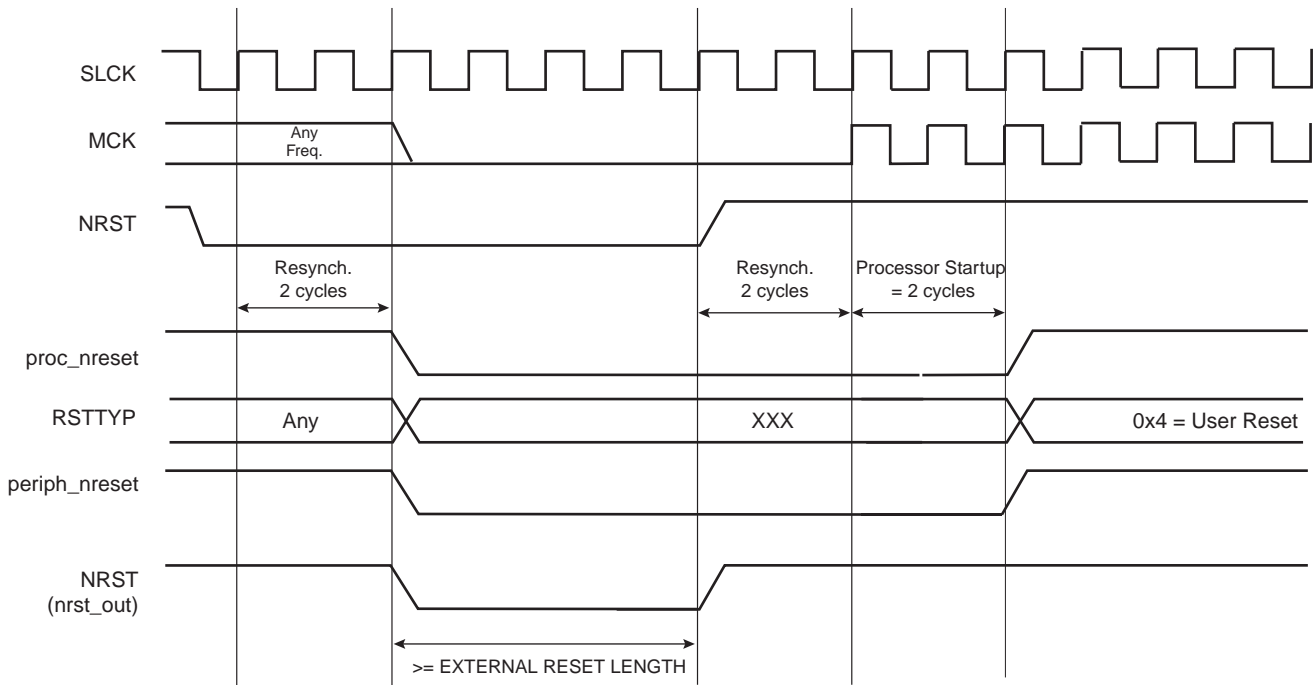 SLCK
MCK
Any
Freq.
NRST
Resynch.
2 cycles
Resynch.
2 cycles
Processor Startup
= 2 cycles
proc_nreset
RSTTYP
Any
XXX
0x4 = User Reset
periph_nreset
NRST
(nrst_out)
>= EXTERNAL RESET LENGTH